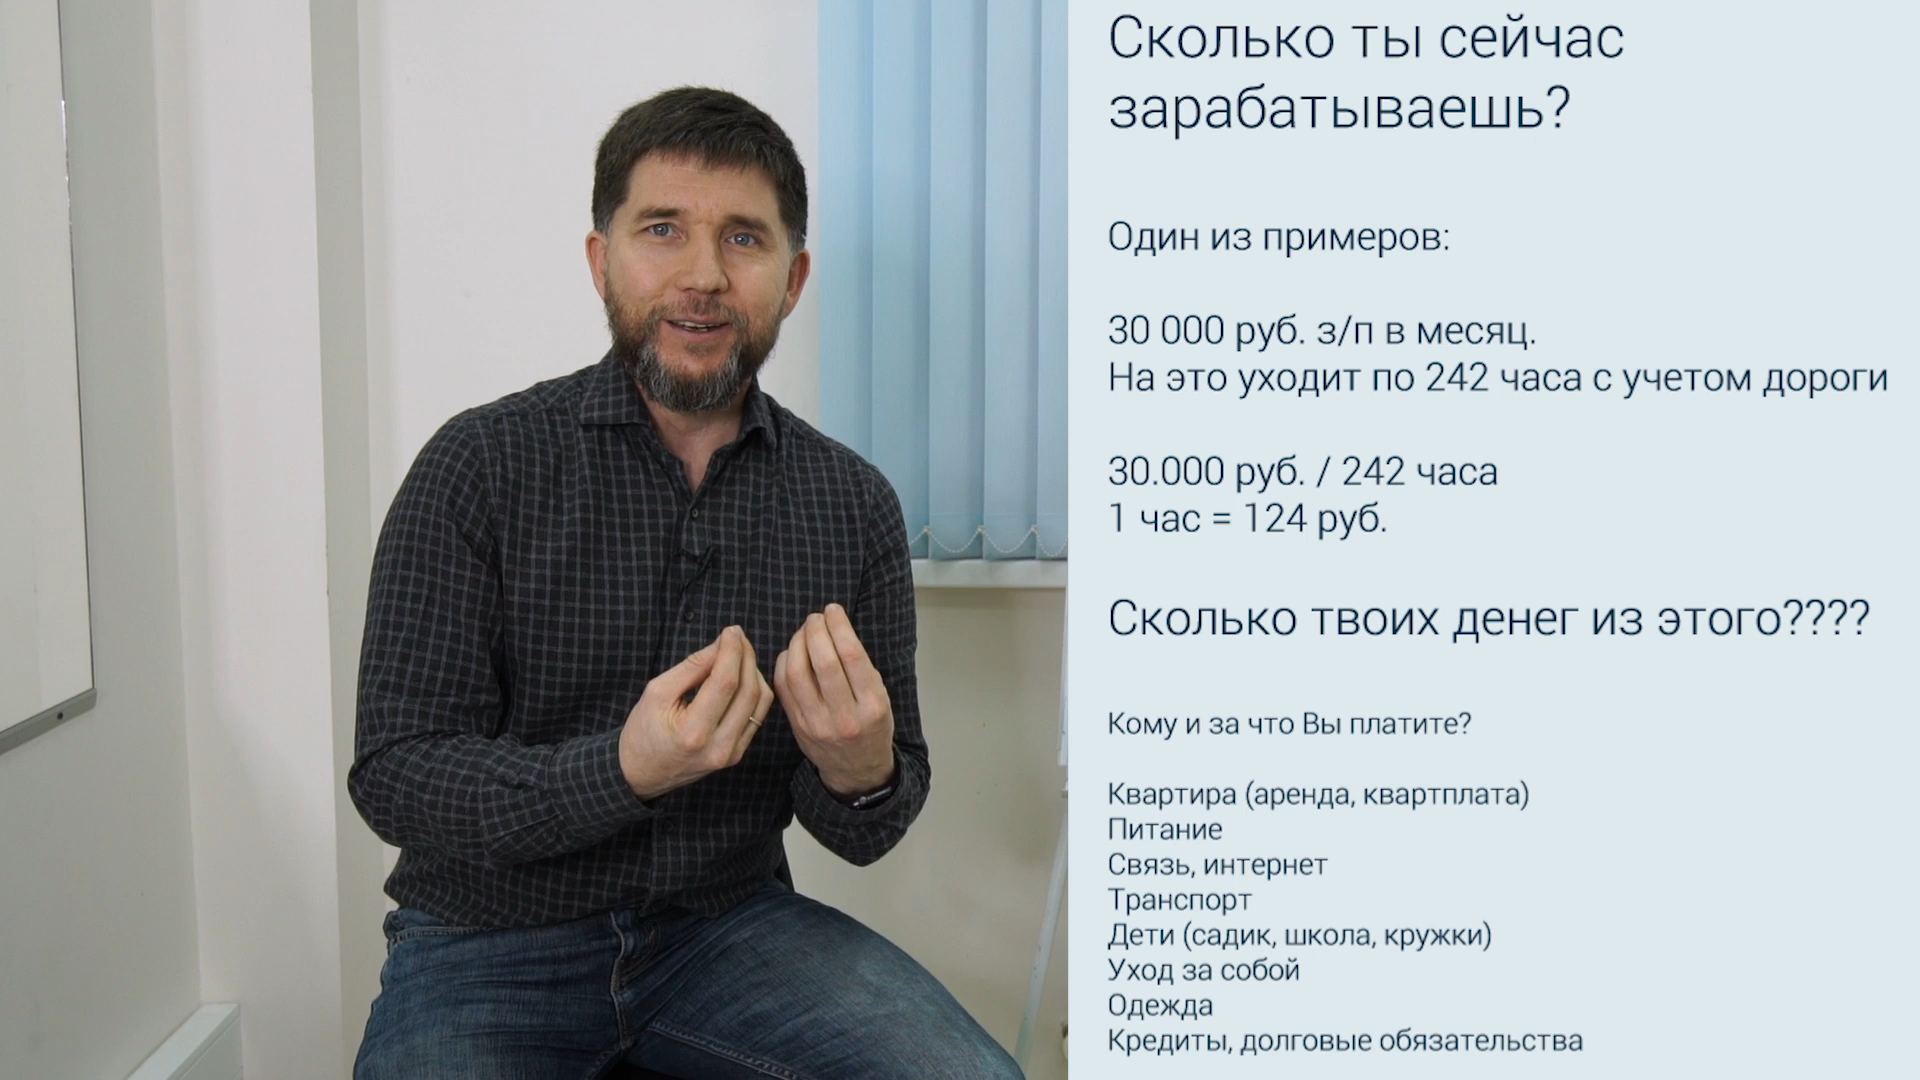 Сколько ты сейчас
зарабатываешь?
Один из примеров:
30 000 руб. з/п в месяц.
На это уходит по 242 часа с учетом дороги
30.000 руб. / 242 часа
1 час = 124 руб.
Сколько твоих денег из этого????
Кому и за что Вы платите?
Квартира (аренда, квартплата)
Питание
Связь, интернет
Транспорт
Дети (садик, школа, кружки)
Уход за собой
Одежда
Кредиты, долговые обязательства